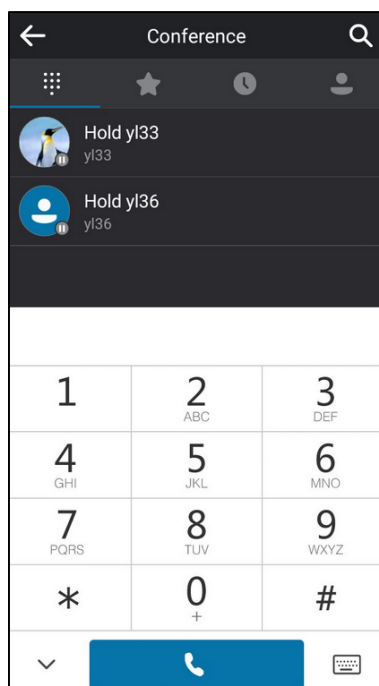 Conference
Hold yl33
yl33
Hold yl36
yl36
1 2 3
ABC DEF
4 5 6
GHI JKL MNO
7 8 9
PQRS TUV WXYZ
* 0 #
+